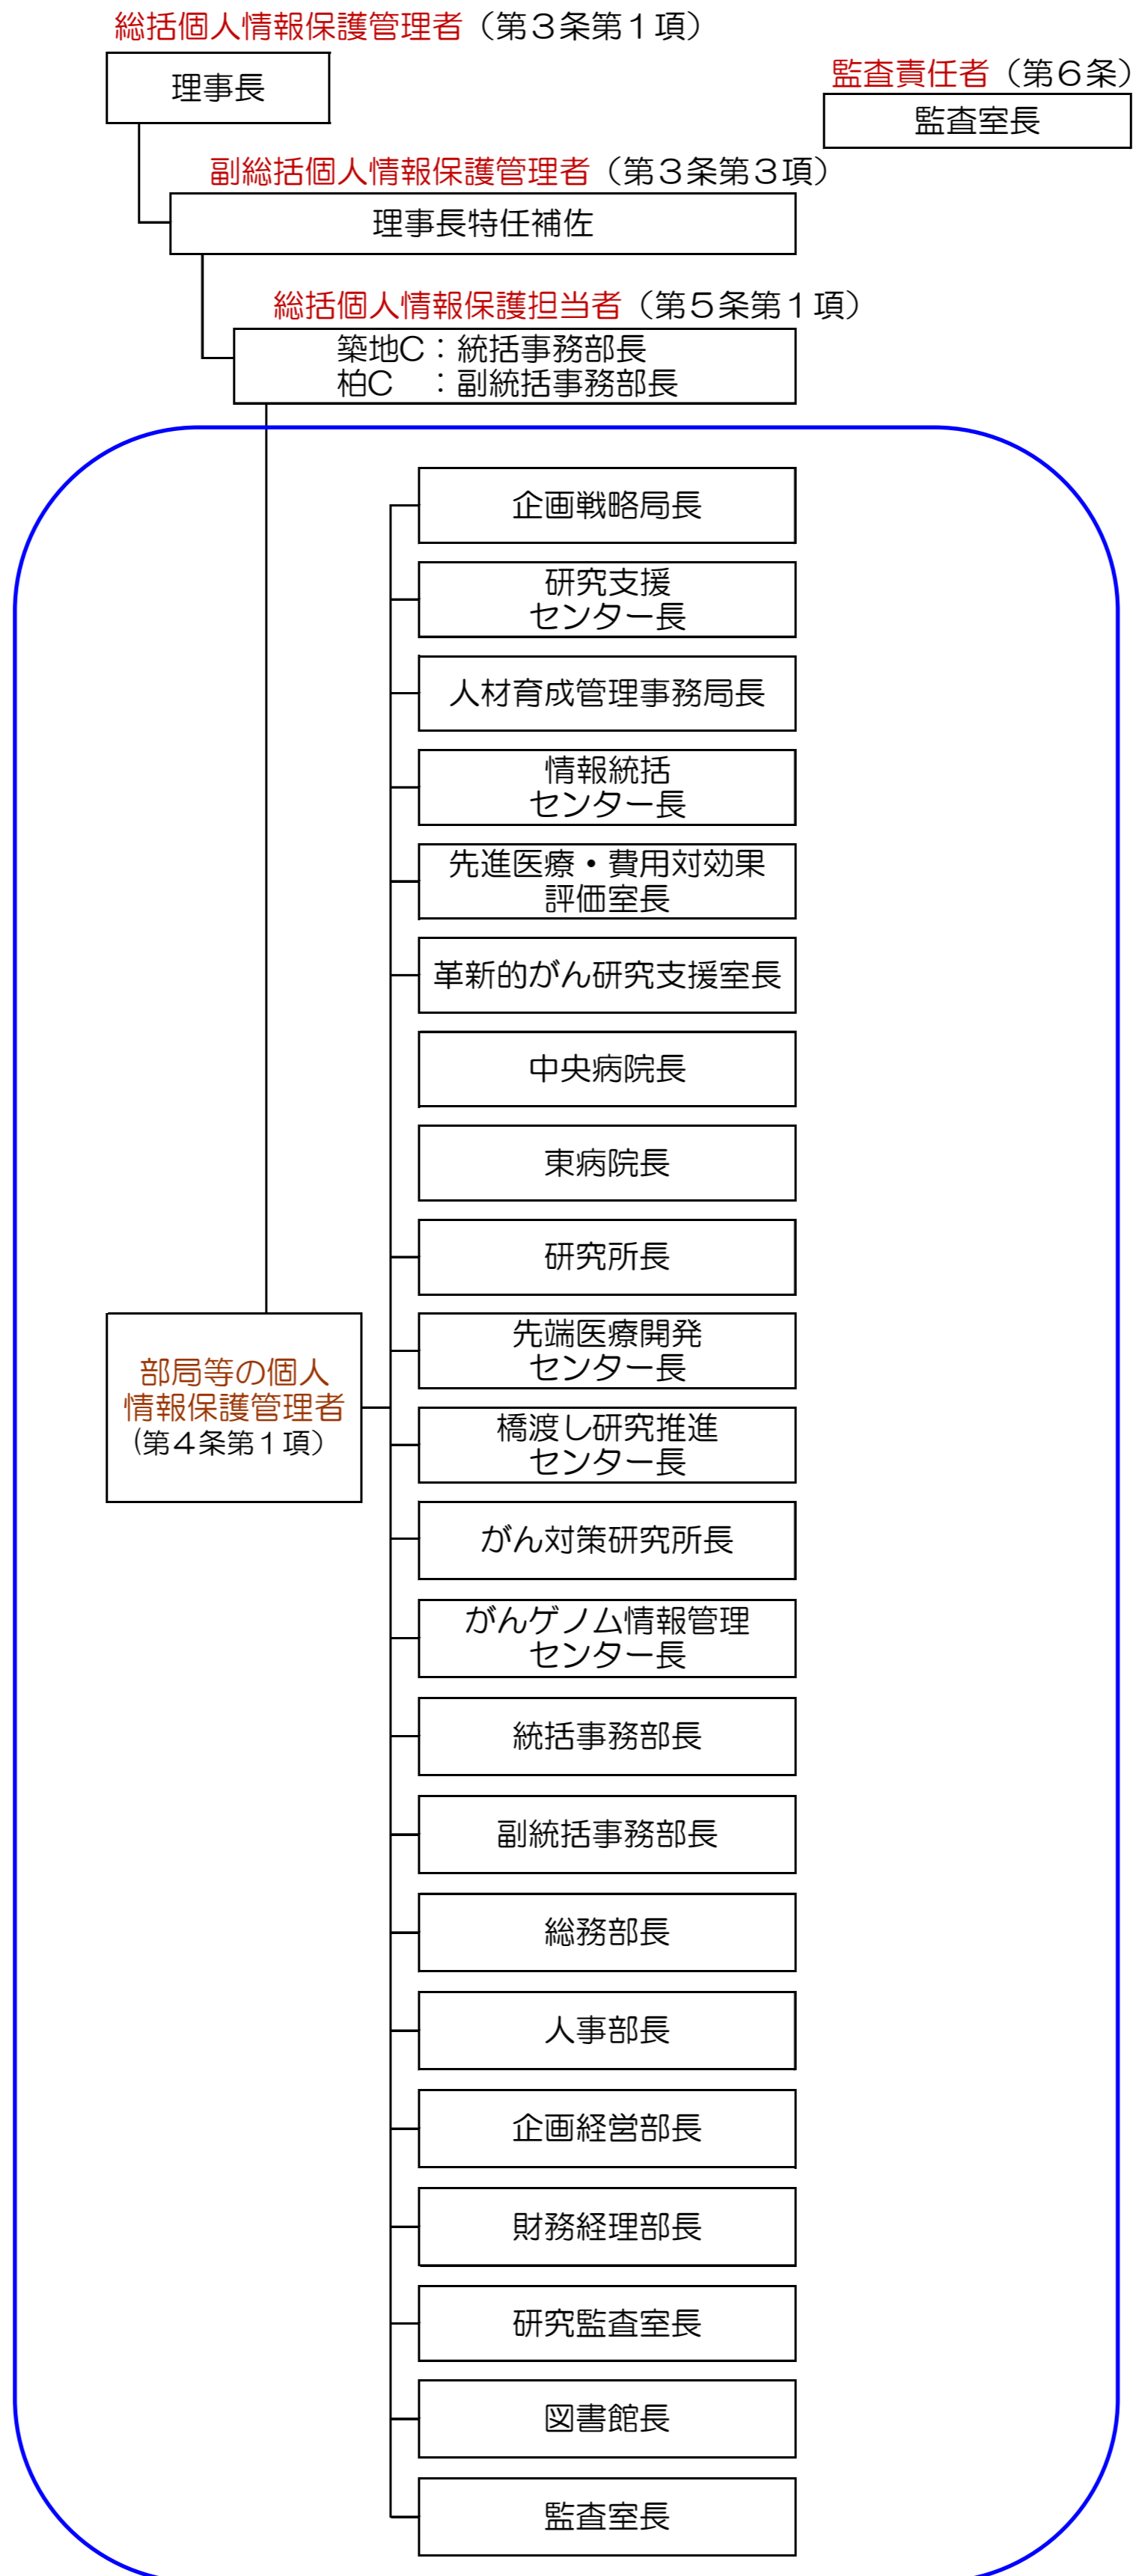 総括個人情報保護管理者（第３条第１項）
理事長
監査責任者（第６条）
監査室長
副総括個人情報保護管理者（第３条第３項）
理事長特任補佐
総括個人情報保護担当者（第５条第１項）
築地C：統括事務部長
柏C　：副統括事務部長
企画戦略局長
研究支援
センター長
人材育成管理事務局長
情報統括
センター長
先進医療・費用対効果
評価室長
革新的がん研究支援室長
中央病院長
東病院長
研究所長
先端医療開発
センター長
部局等の個人
情報保護管理者
(第４条第１項）
橋渡し研究推進
センター長
がん対策研究所長
がんゲノム情報管理
センター長
統括事務部長
副統括事務部長
総務部長
人事部長
企画経営部長
財務経理部長
研究監査室長
図書館長
監査室長